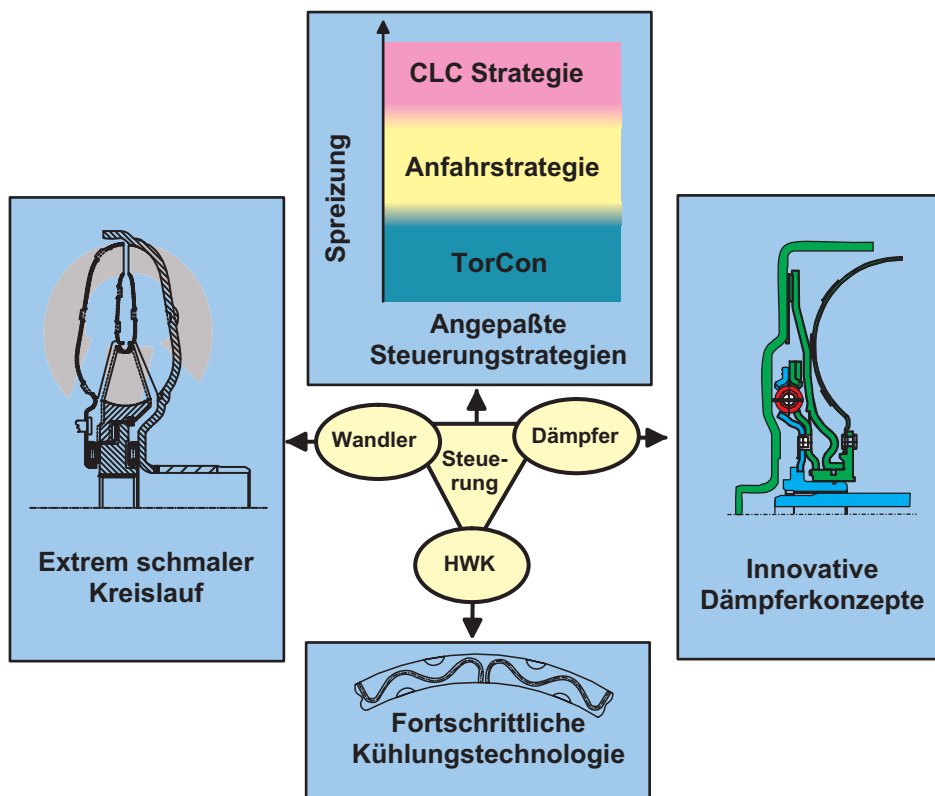 CLC Strategie
Anfahrstrategie
TorCon
Spreizung
Angepaßte
Steuerungstrategien
Wandler
Dämpfer
Steue-
rung
HWK
Extrem schmaler
Kreislauf
Innovative
Dämpferkonzepte
Fortschrittliche
Kühlungstechnologie